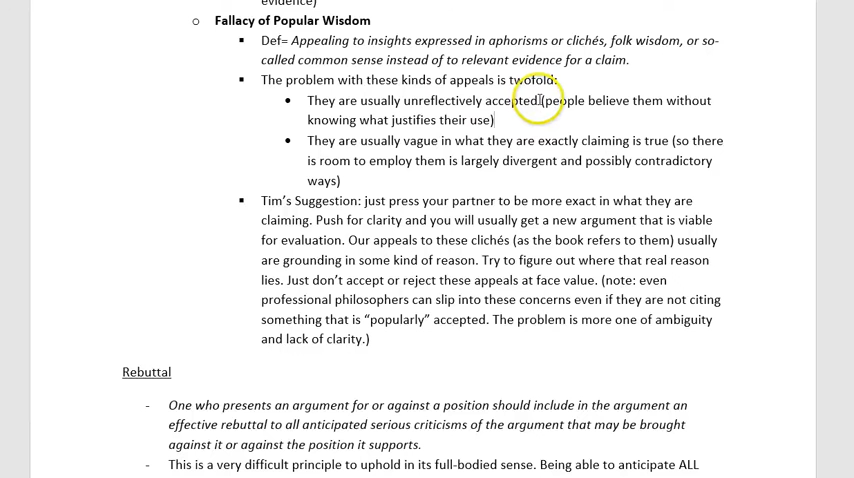 evidence)
o Fallacy of Popular Wisdom
▪ Def= Appealing to insights expressed in aphorisms or clichés, folk wisdom, or so-
called common sense instead of to relevant evidence for a claim.
▪ The problem with these kinds of appeals is twofold:
• They are usually unreflectively accepted (people believe them without
knowing what justifies their use)
• They are usually vague in what they are exactly claiming is true (so there
is room to employ them is largely divergent and possibly contradictory
ways)
▪ Tim's Suggestion: just press your partner to be more exact in what they are
claiming. Push for clarity and you will usually get a new argument that is viable
for evaluation. Our appeals to these clichés (as the book refers to them) usually
are grounding in some kind of reason. Try to figure out where that real reason
lies. Just don't accept or reject these appeals at face value. (note: even
professional philosophers can slip into these concerns even if they are not citing
something that is “popularly” accepted. The problem is more one of ambiguity
and lack of clarity.)
Rebuttal
- One who presents an argument for or against a position should include in the argument an
effective rebuttal to all anticipated serious criticisms of the argument that may be brought
against it or against the position it supports.
- This is a very difficult principle to uphold in its full-bodied sense. Being able to anticipate ALL